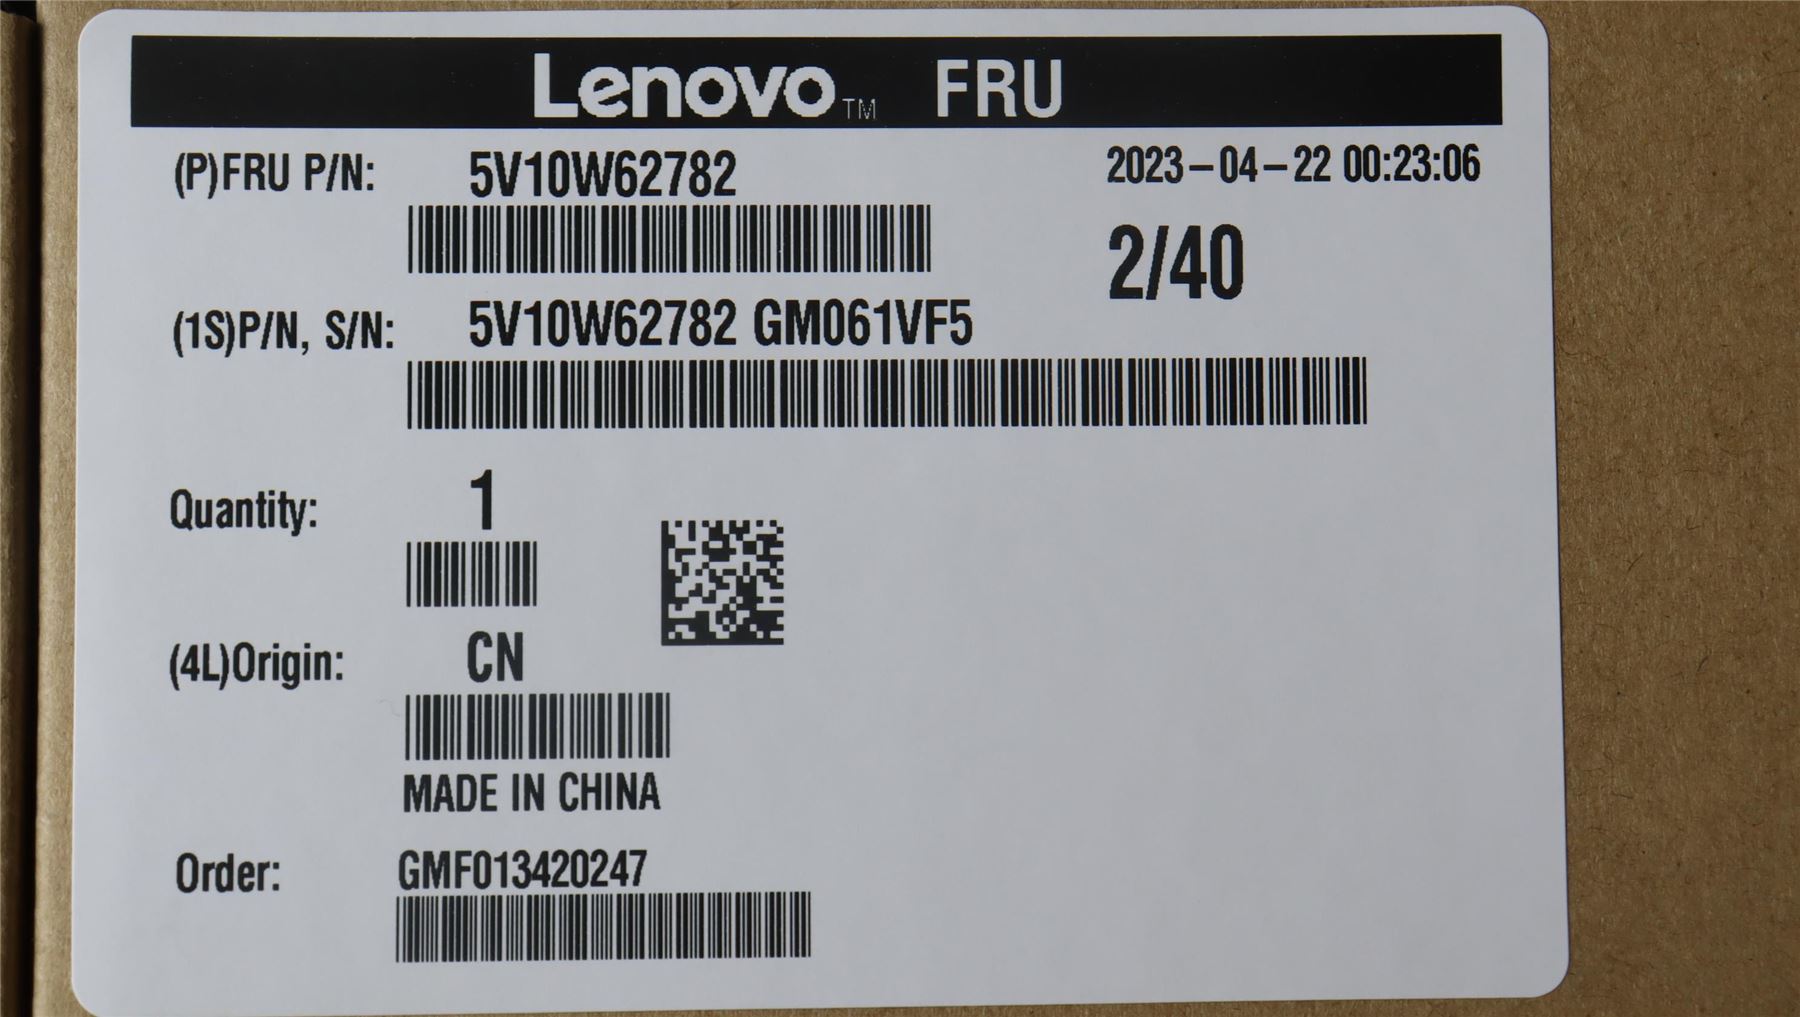 Lenovo™ FRU
(P)FRU P/N: 5V10W62782 2023-04-22 00:23:06
2/40
(1S)P/N, S/N: 5V10W62782 GM061VF5
Quantity: 1
(4L)Origin: CN
MADE IN CHINA
Order: GMF013420247